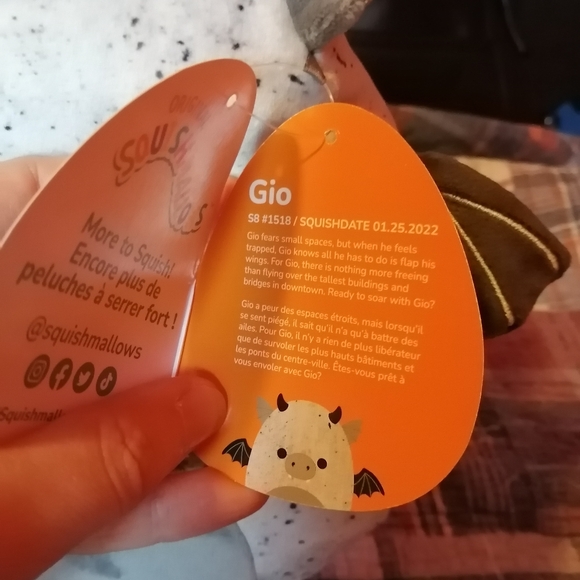 ORIGINAL
SQUISHMALLOWS
More to Squish!
Encore plus de
peluches à serrer fort !
@squishmallows
Gio
S8 #1518 / SQUISHDATE 01.25.2022
Gio fears small spaces, but when he feels
trapped, Gio knows all he has to do is flap his
wings. For Gio, there is nothing more freeing
than flying over the tallest buildings and
bridges in downtown. Ready to soar with Gio?
Gio a peur des espaces étroits, mais lorsqu'il
se sent piégé, il sait qu'il n'a qu'à battre des
ailes. Pour Gio, il n'y a rien de plus libérateur
que de survoler les plus hauts bâtiments et
les ponts du centre-ville. Êtes-vous prêt à
vous envoler avec Gio?